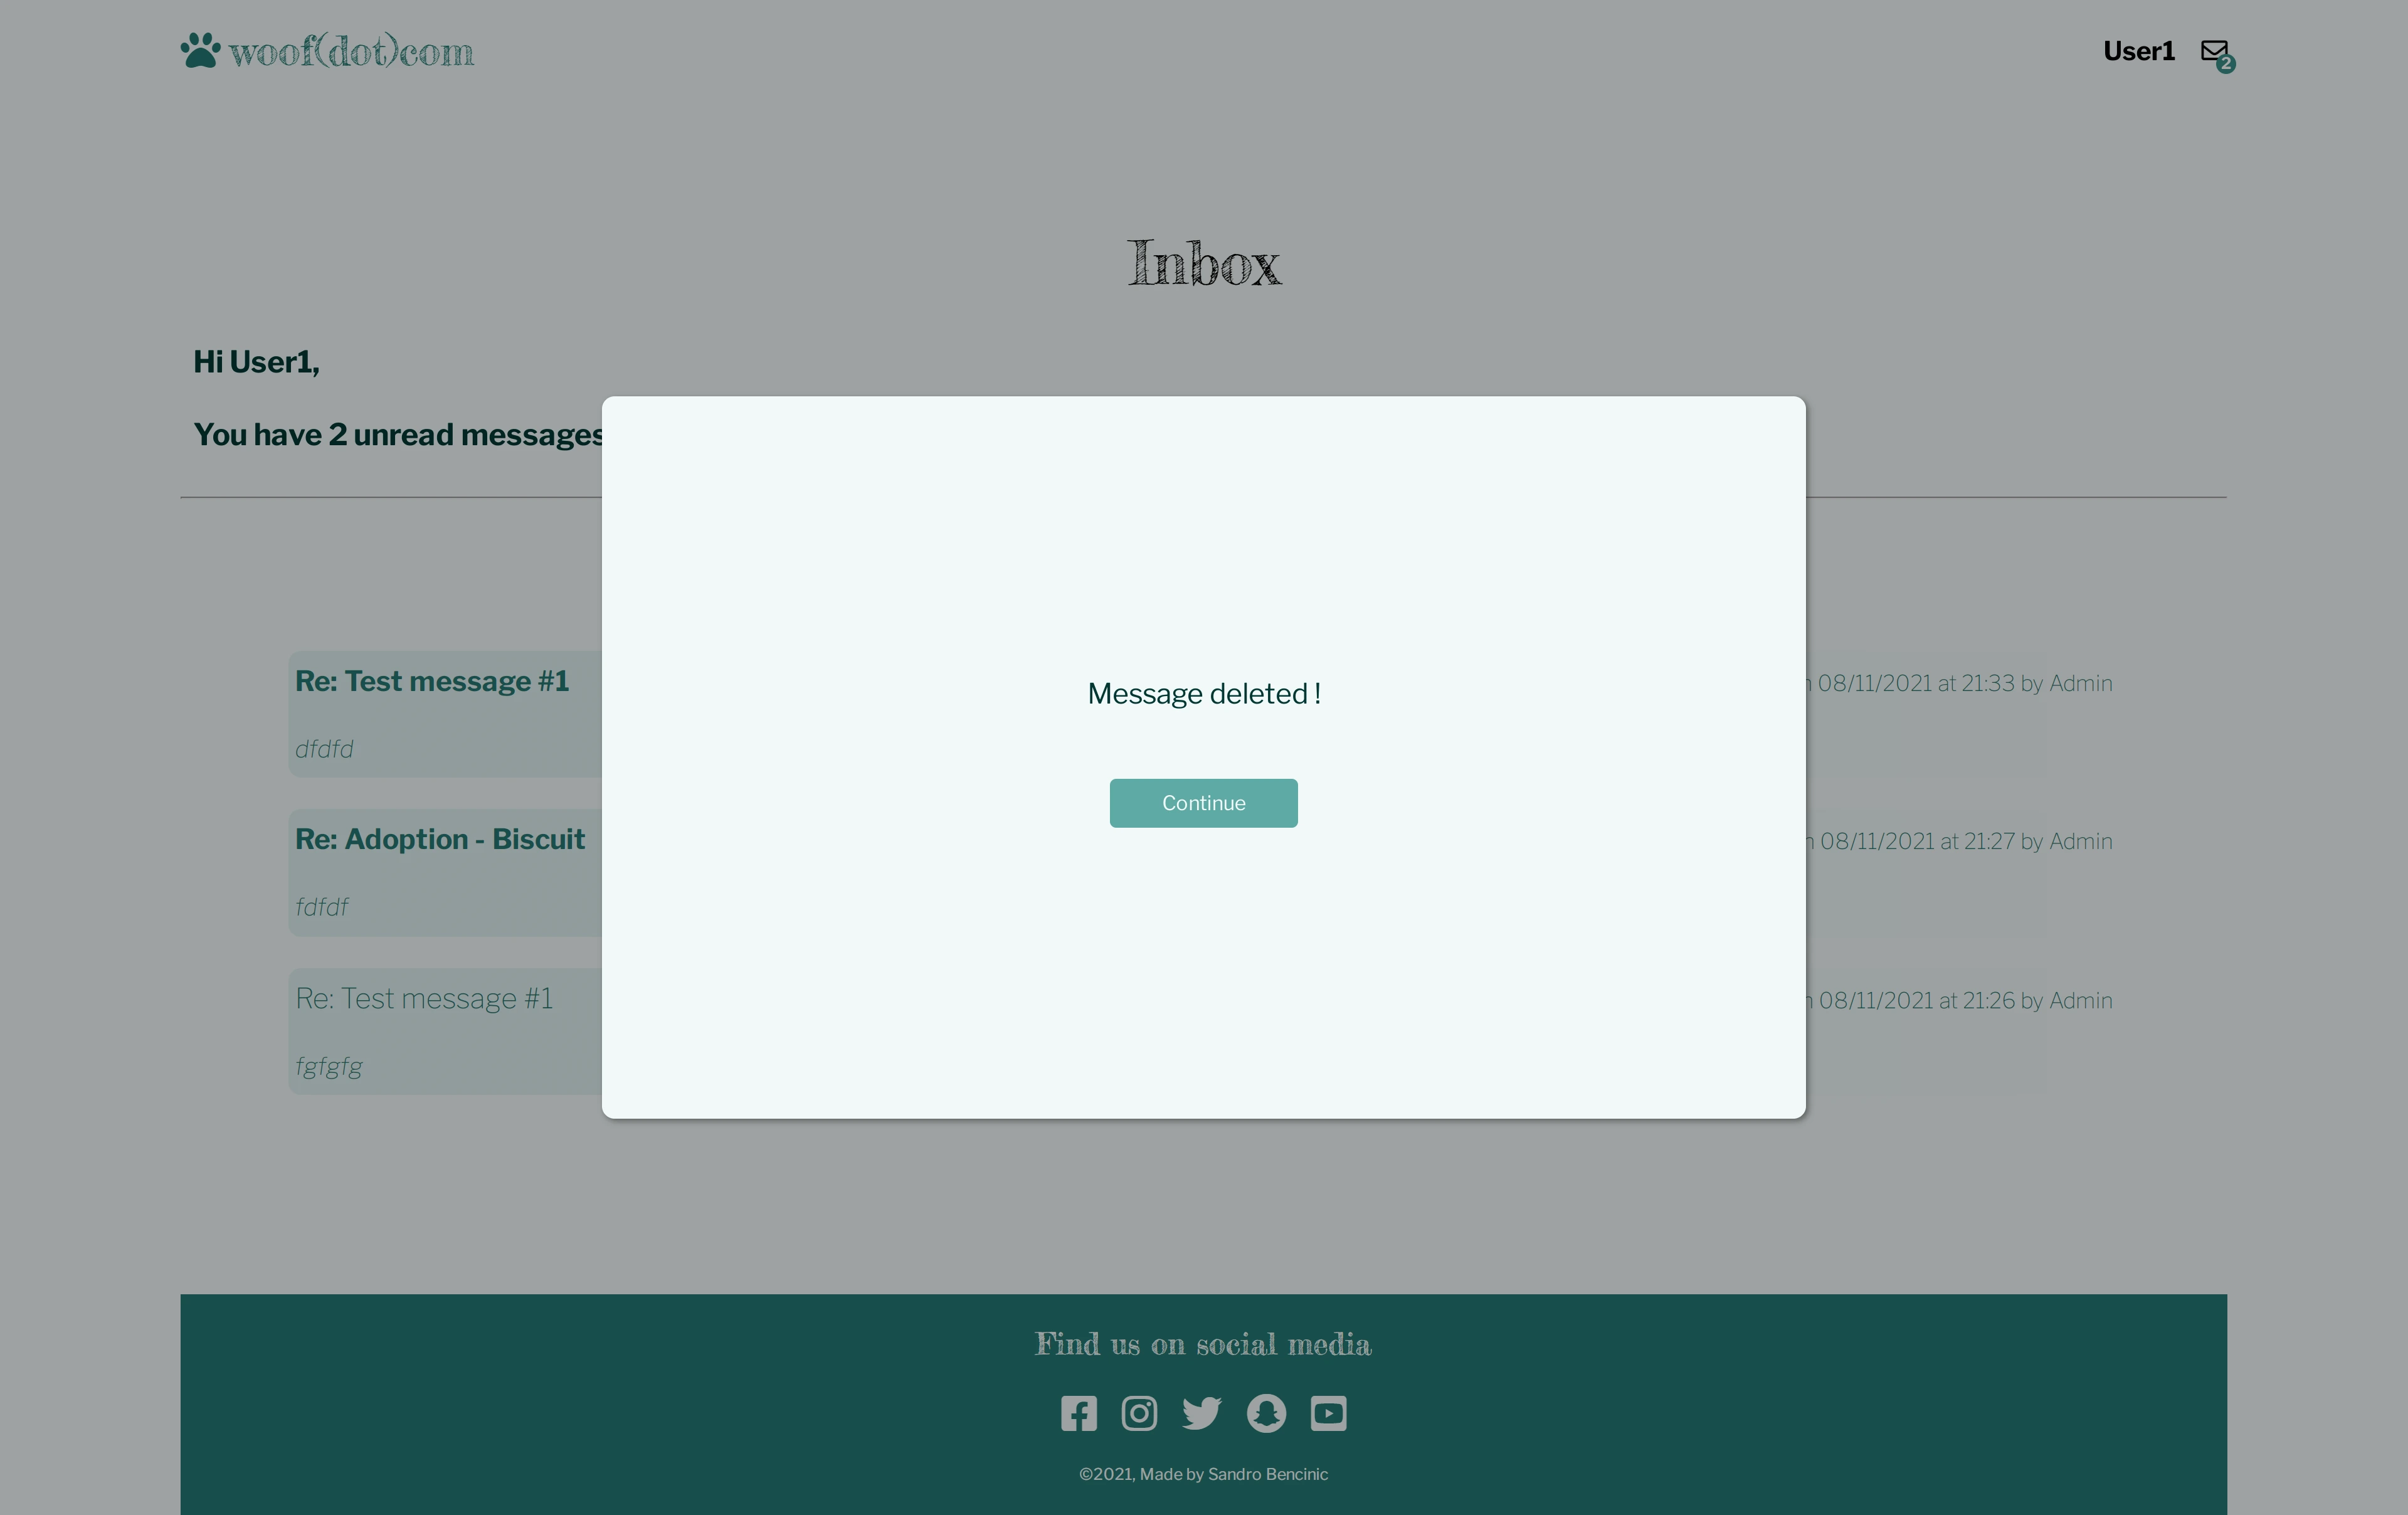 woof(dot)com
User1
2
Inbox
Hi User1,
You have 2 unread messages
Message deleted !
Continue
Re: Test message #1
08/11/2021 at 21:33 by Admin
dfdfd
Re: Adoption - Biscuit
08/11/2021 at 21:27 by Admin
fdfdf
Re: Test message #1
08/11/2021 at 21:26 by Admin
fgfgfg
Find us on social media
©2021, Made by Sandro Bencinic